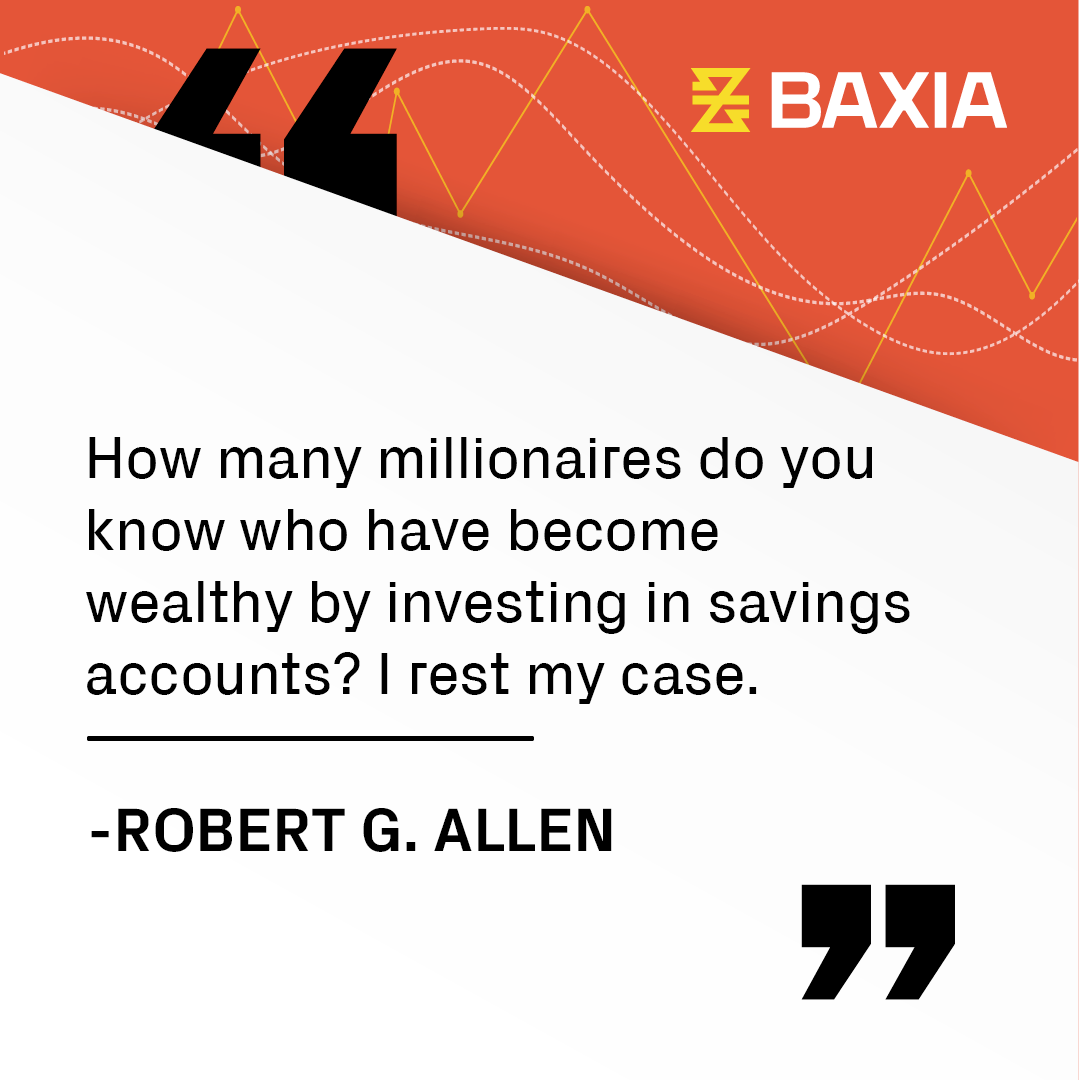 BAXIA
How many millionaires do you
know who have become
wealthy by investing in savings
accounts? I rest my case.
-ROBERT G. ALLEN